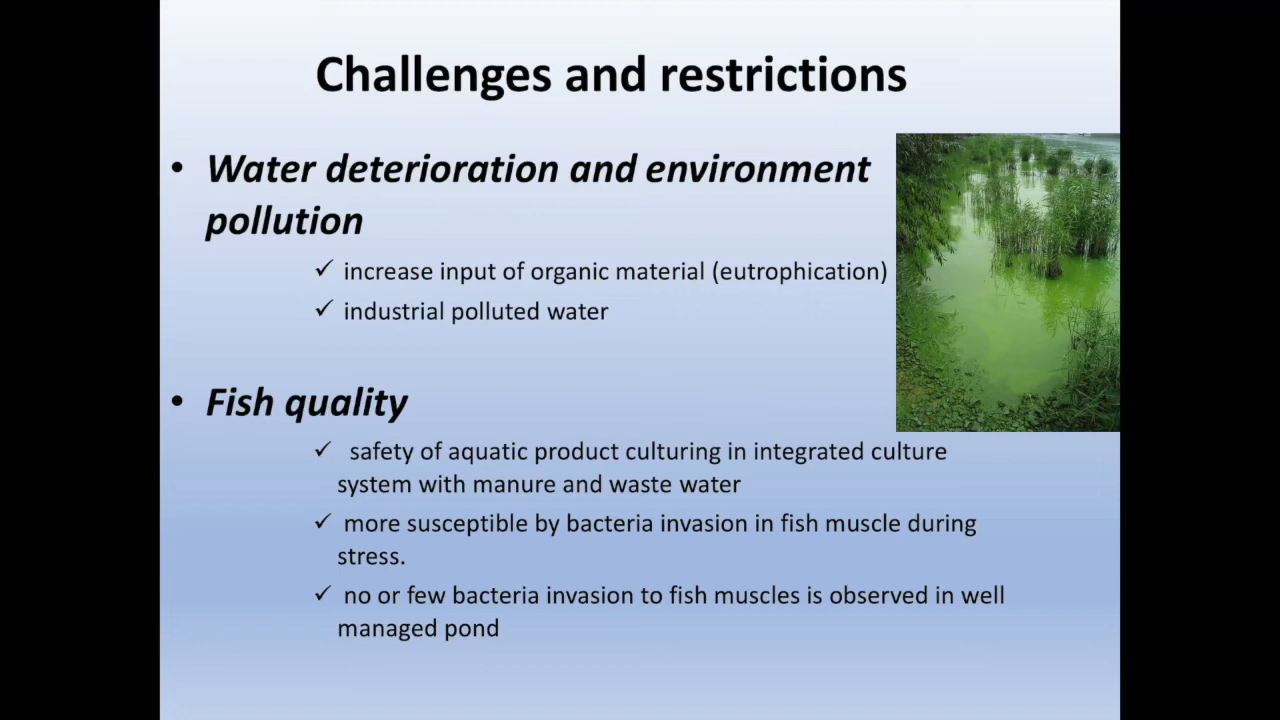 Challenges and restrictions
• Water deterioration and environment
pollution
✓ increase input of organic material (eutrophication)
✓ industrial polluted water
• Fish quality
✓ safety of aquatic product culturing in integrated culture
system with manure and waste water
✓ more susceptible by bacteria invasion in fish muscle during
stress.
✓ no or few bacteria invasion to fish muscles is observed in well
managed pond